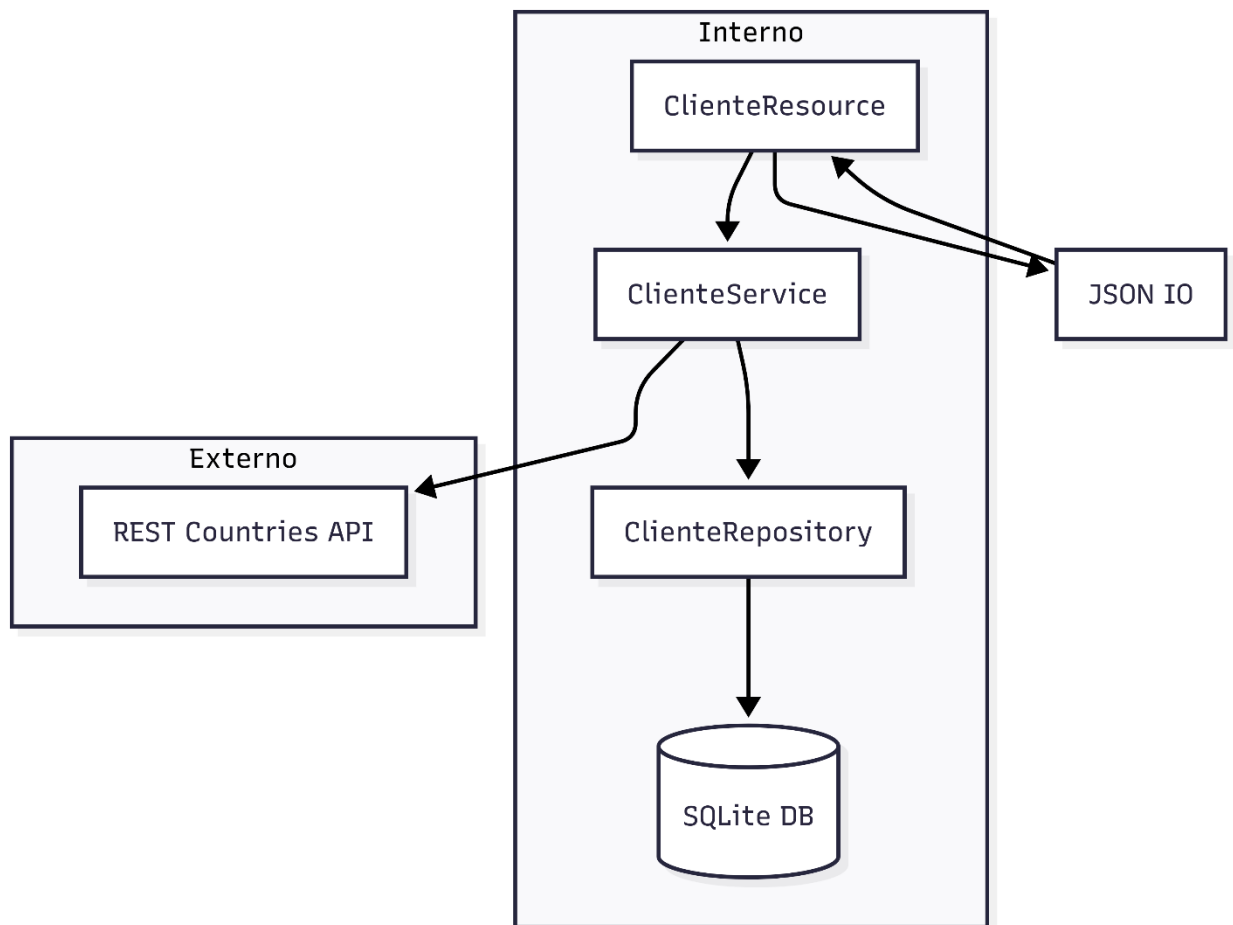 Interno
ClienteResource
ClienteService
JSON IO
Externo
REST Countries API
ClienteRepository
SQLite DB